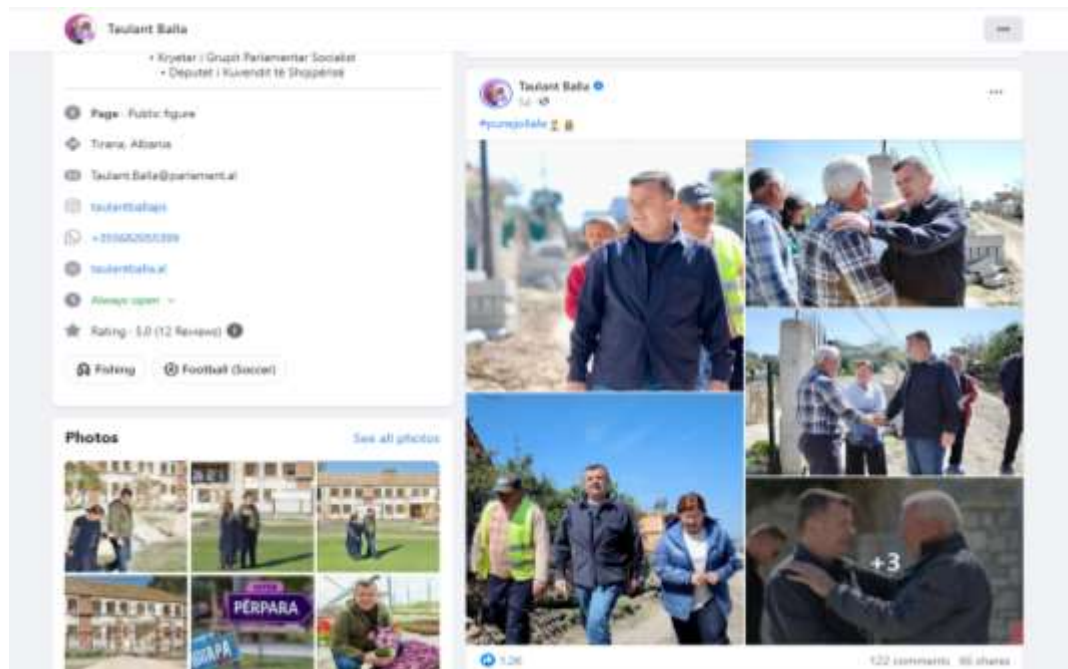 Taulant Balla
• Kryetar i Grupit Parlamentar Socialist
• Deputet i Kuvendit të Shqipërisë
Page · Public figure
Tirana, Albania
Taulant.Balla@parlament.al
taulantballaps
taulantballa.al
Always open
Rating · 5.0 (12 Reviews)
Fishing
Football (Soccer)
Photos
See all photos
PËRPARA
Taulant Balla
5d
+3
122 comments